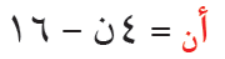 أن = ٤ن − ١٦